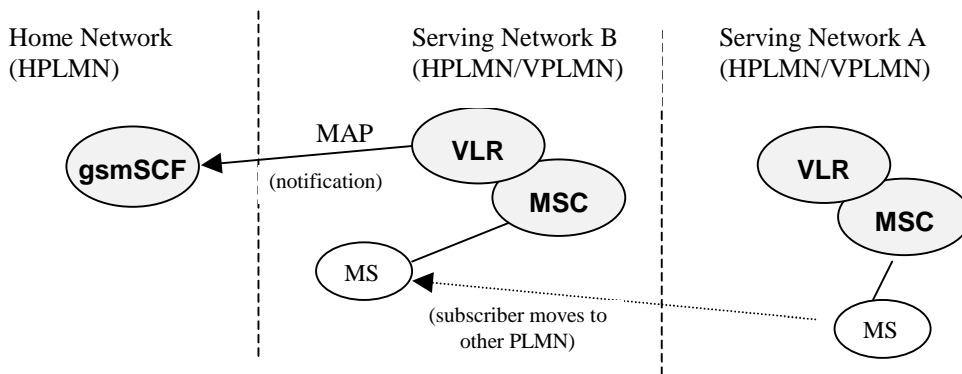 Home Network
(HPLMN)
Serving Network B
(HPLMN/VPLMN)
Serving Network A
(HPLMN/VPLMN)
gsmSCF
MAP
(notification)
VLR
MSC
MS
VLR
MSC
MS
(subscriber moves to
other PLMN)